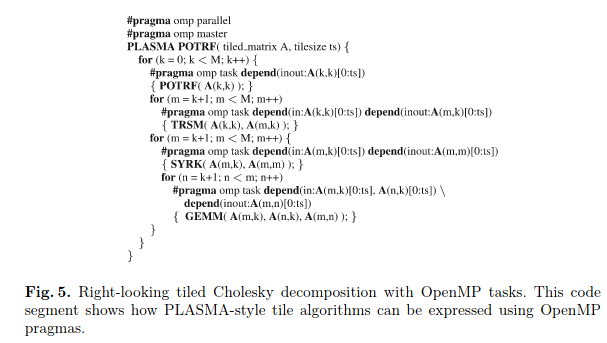 #pragma omp parallel
#pragma omp master
PLASMA POTRF( tiled_matrix A, tilesize ts) {
for (k = 0; k < M; k++) {
#pragma omp task depend(inout:A(k,k)[0:ts])
{ POTRF( A(k,k) ); }
for (m = k+1; m < M; m++)
#pragma omp task depend(in:A(k,k)[0:ts]) depend(inout:A(m,k)[0:ts])
{ TRSM( A(k,k), A(m,k) ); }
for (m = k+1; m < M; m++) {
#pragma omp task depend(in:A(m,k)[0:ts]) depend(inout:A(m,m)[0:ts])
{ SYRK( A(m,k), A(m,m) ); }
for (n = k+1; n < m; n++)
#pragma omp task depend(in:A(m,k)[0:ts], A(n,k)[0:ts]) \
depend(inout:A(m,n)[0:ts])
{ GEMM( A(m,k), A(n,k), A(m,n) ); }
}
}
}
Fig. 5. Right-looking tiled Cholesky decomposition with OpenMP tasks. This code
segment shows how PLASMA-style tile algorithms can be expressed using OpenMP
pragmas.